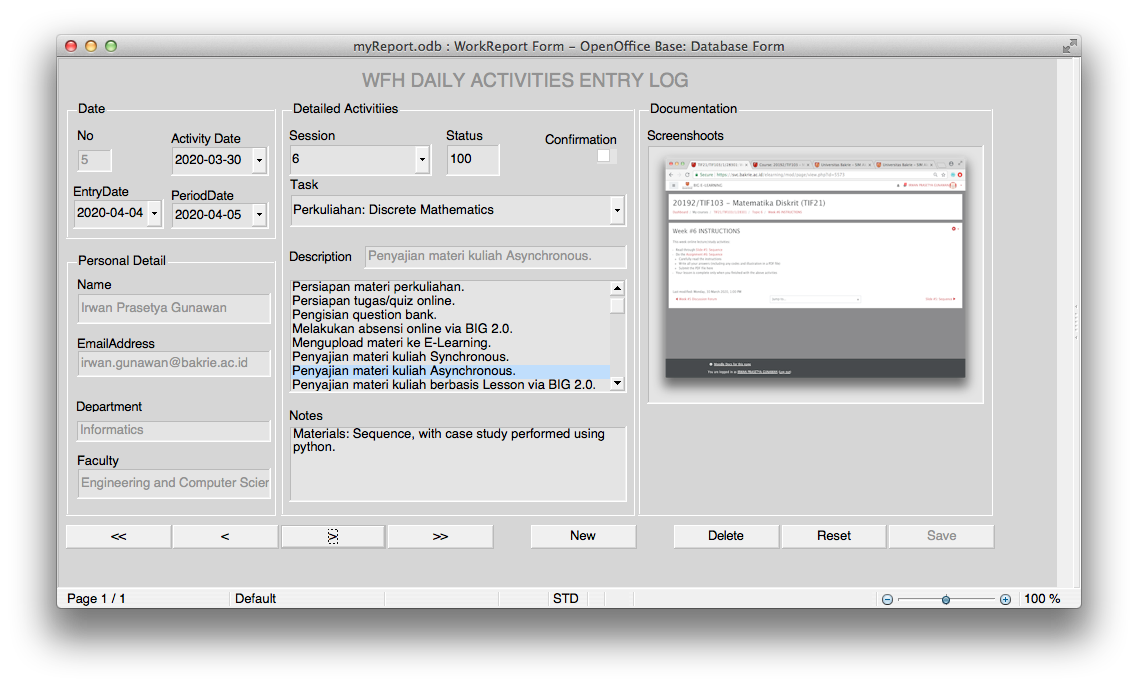 myReport.odb : WorkReport Form – OpenOffice Base: Database Form
WFH DAILY ACTIVITIES ENTRY LOG
Date
No
Activity Date
5
2020-03-30
EntryDate
PeriodDate
2020-04-04
2020-04-05
Personal Detail
Name
Irwan Prasetya Gunawan
EmailAddress
irwan.gunawan@bakrie.ac.id
Department
Informatics
Faculty
Engineering and Computer Scier
Detailed Activitiies
Session
Status
Confirmation
6
100
Task
Perkuliahan: Discrete Mathematics
Description
Penyajian materi kuliah Asynchronous.
Persiapan materi perkuliahan.
Persiapan tugas/quiz online.
Pengisian question bank.
Melakukan absensi online via BIG 2.0.
Mengupload materi ke E-Learning.
Penyajian materi kuliah Synchronous.
Penyajian materi kuliah Asynchronous.
Penyajian materi kuliah berbasis Lesson via BIG 2.0.
Notes
Materials: Sequence, with case study performed using
python.
Documentation
Screenshoots
BIG E-LEARNING
20192/TIF103 – Matematika Diskrit (TIF21)
Week #6 INSTRUCTIONS
<<
<
>
>>
New
Delete
Reset
Save
Page 1 / 1
Default
STD
100 %